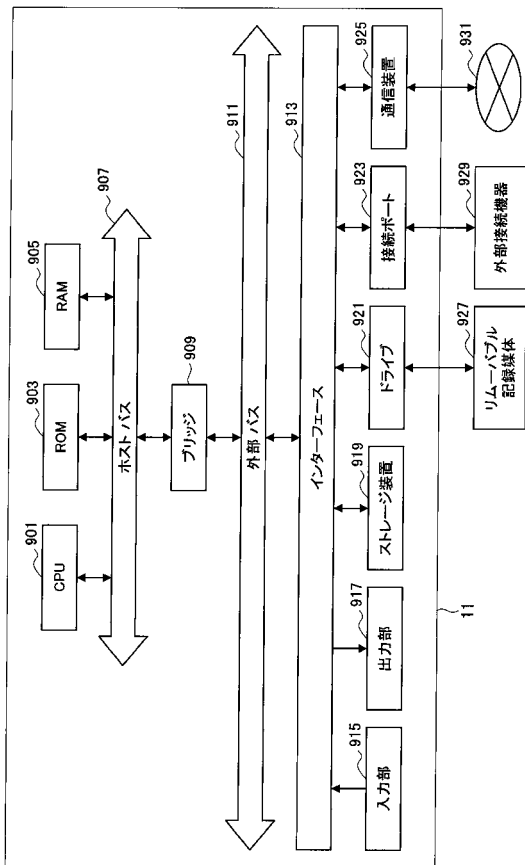 901
CPU
903
ROM
905
RAM
907
ホスト バス
909
ブリッジ
911
外部 バス
913
インターフェース
915
入力部
917
出力部
919
ストレージ装置
921
ドライブ
923
接続ポート
925
通信装置
11
927
リムーバブル
記録媒体
929
外部接続機器
931